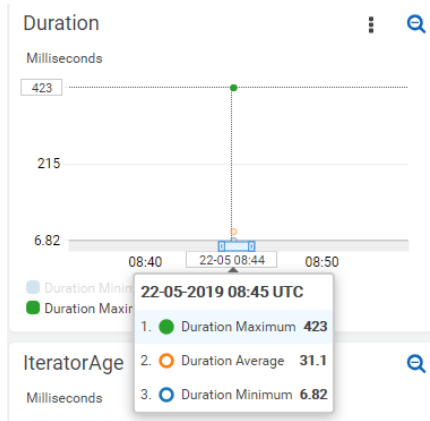 Duration
Milliseconds
423
215
6.82
08:40 22-05 08:44 08:50
Duration Minim
Duration Maxim
22-05-2019 08:45 UTC
1. Duration Maximum 423
2. Duration Average 31.1
3. Duration Minimum 6.82
IteratorAge
Milliseconds